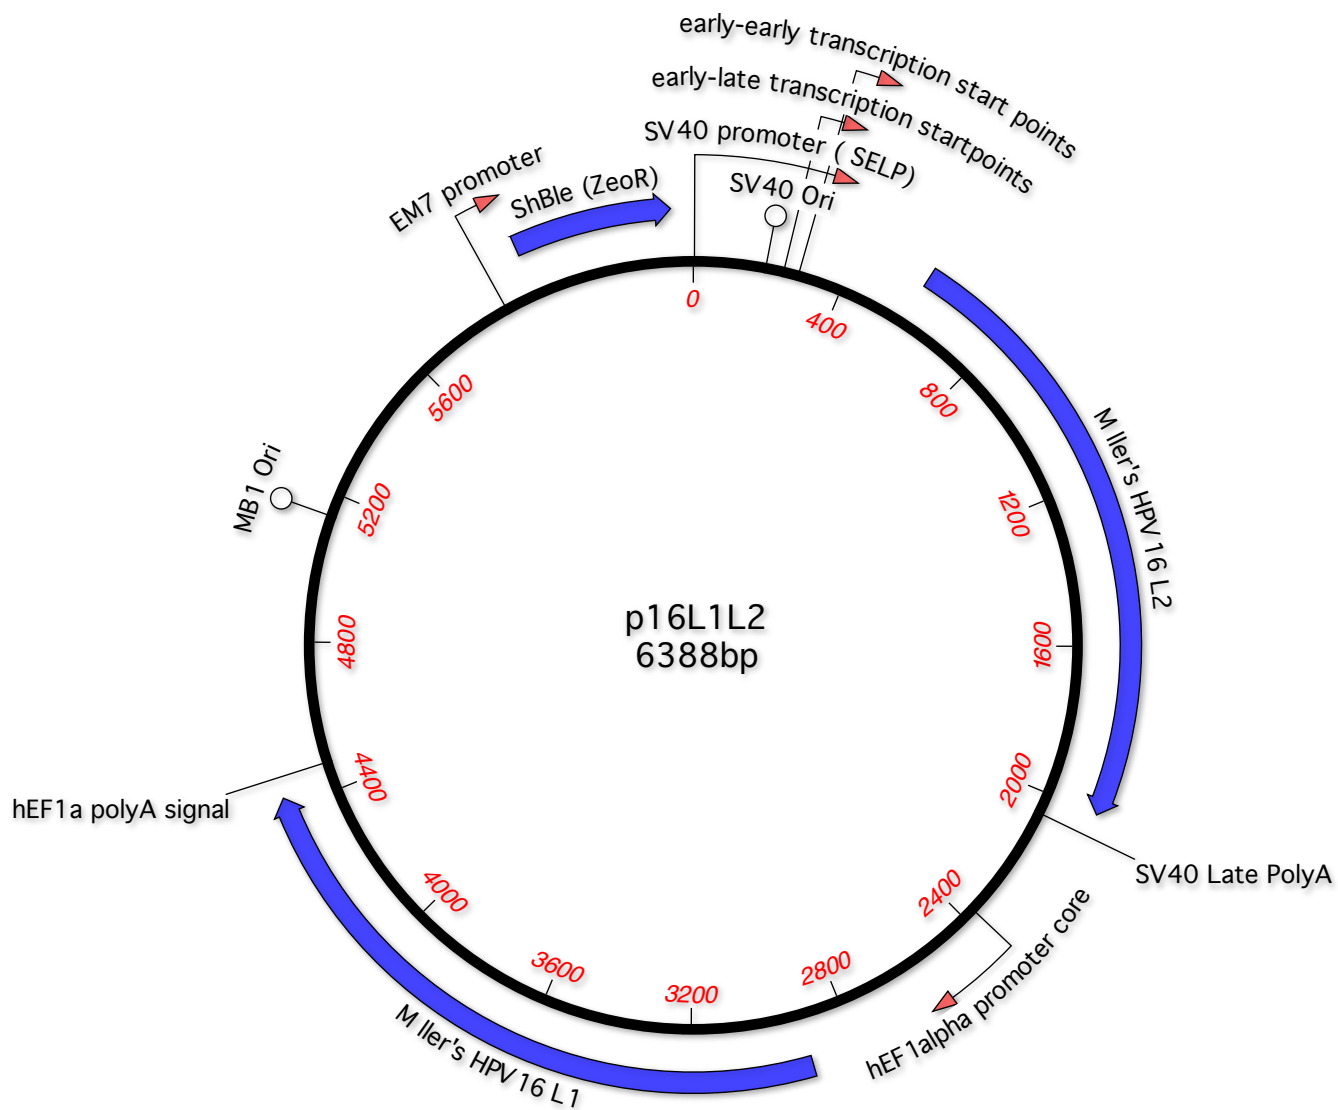 early-early transcription start points
early-late transcription startpoints
SV40 promoter ( SELP)
SV40 Ori
EM7 promoter
ShBle (ZeoR)
0
400
800
1200
1600
2000
2400
2800
3200
3600
4000
4400
4800
5200
5600
M ller's HPV16 L2
MB1 Ori
p16L1L2
6388bp
hEF1a polyA signal
SV40 Late PolyA
hEF1alpha promoter core
M ller's HPV16 L1